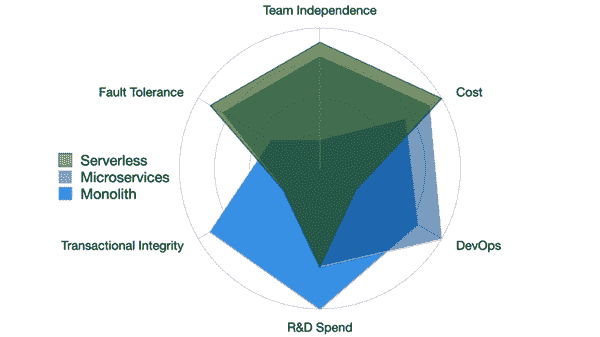 Team Independence
Fault Tolerance
Cost
Serverless
Microservices
Monolith
Transactional Integrity
DevOps
R&D Spend